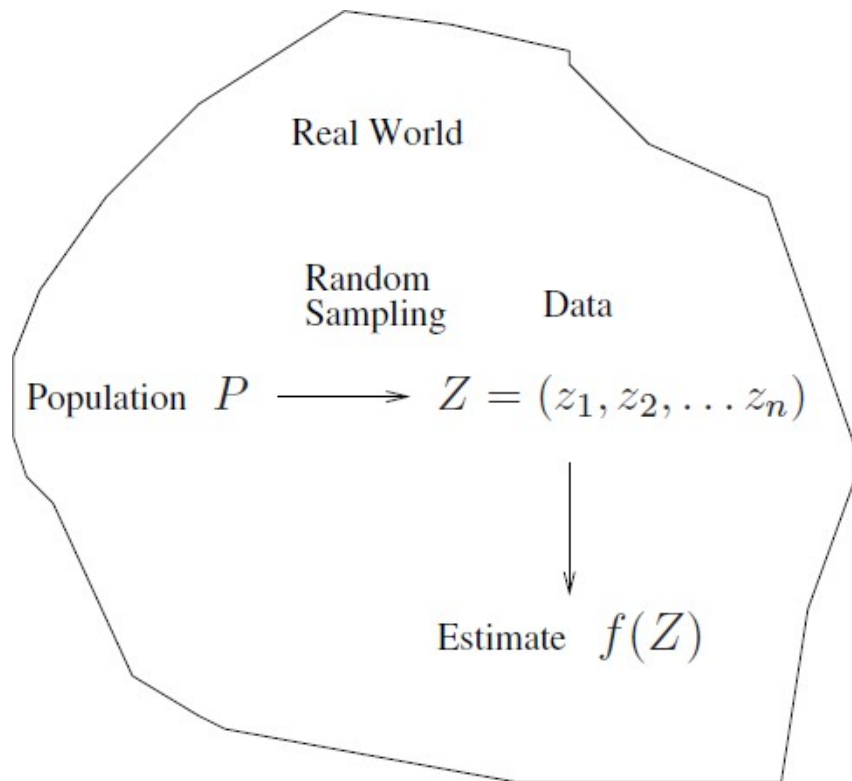 Real World
Random
Sampling
Data
Population P
Z = (z₁, z₂, . . . zₙ)
Estimate f(Z)